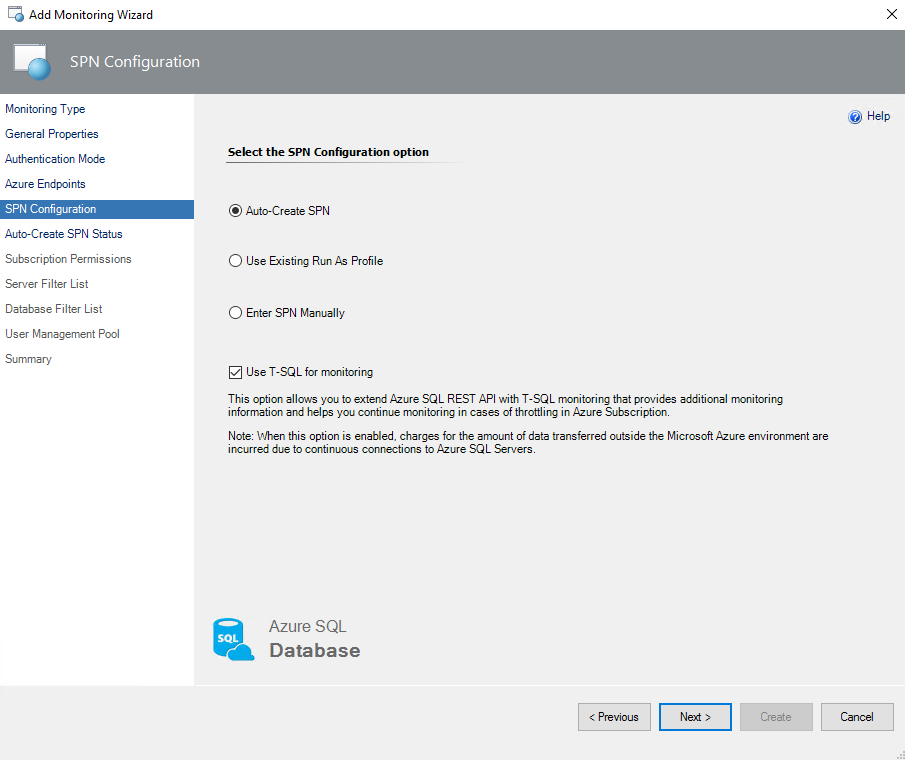 Add Monitoring Wizard
SPN Configuration
Monitoring Type
General Properties
Authentication Mode
Azure Endpoints
SPN Configuration
Auto-Create SPN Status
Subscription Permissions
Server Filter List
Database Filter List
User Management Pool
Summary
Help
Select the SPN Configuration option
Auto-Create SPN
Use Existing Run As Profile
Enter SPN Manually
Use T-SQL for monitoring
This option allows you to extend Azure SQL REST API with T-SQL monitoring that provides additional monitoring
information and helps you continue monitoring in cases of throttling in Azure Subscription.
Note: When this option is enabled, charges for the amount of data transferred outside the Microsoft Azure environment are
incurred due to continuous connections to Azure SQL Servers.
SQL
Azure SQL
Database
< Previous
Next >
Create
Cancel